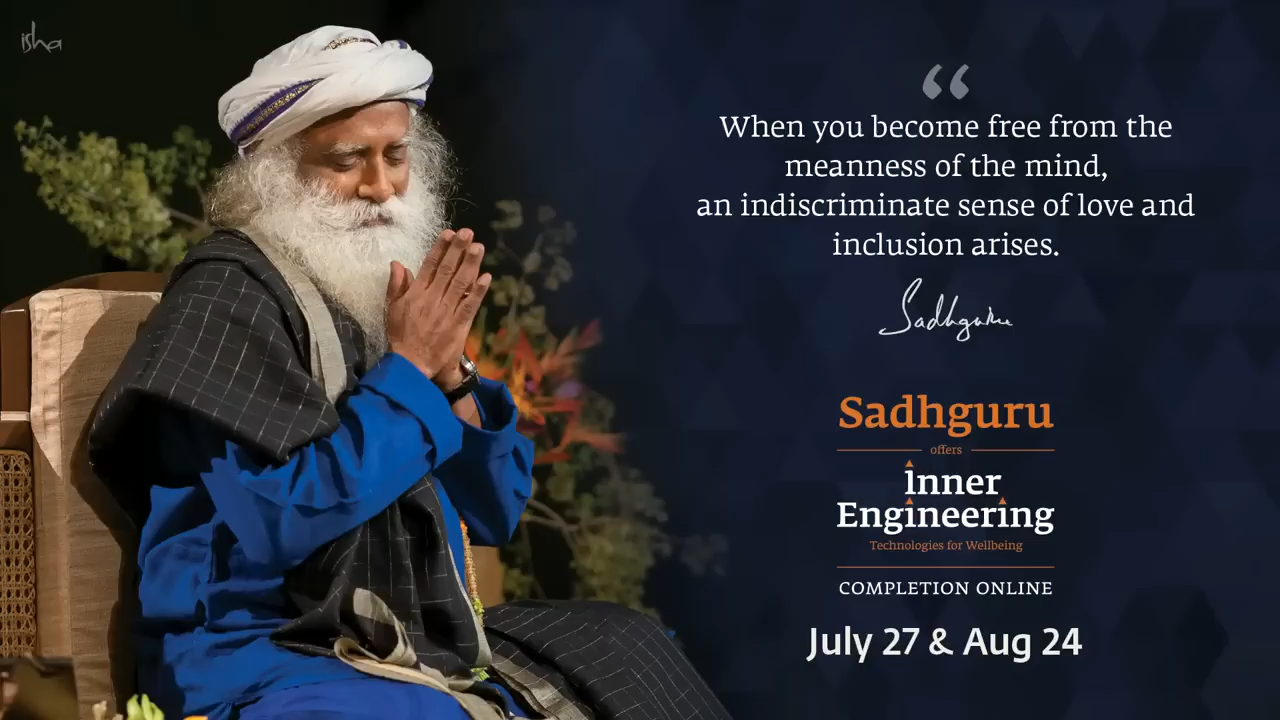 isha
“
When you become free from the
meanness of the mind,
an indiscriminate sense of love and
inclusion arises.
Sadhguru
Sadhguru
offers
inner
Engineering
Technologies for Wellbeing
COMPLETION ONLINE
July 27 & Aug 24